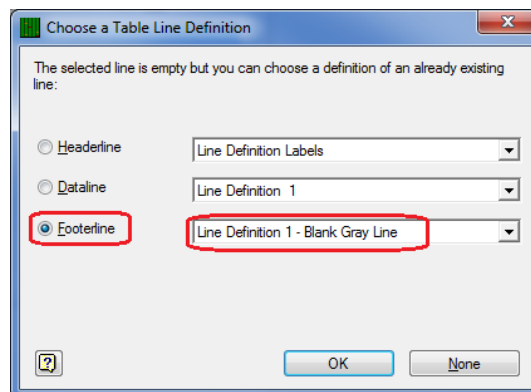 Choose a Table Line Definition
x
The selected line is empty but you can choose a definition of an already existing
line:
Headerline
Line Definition Labels
Dataline
Line Definition  1
Footerline
Line Definition 1 - Blank Gray Line
?
OK
None